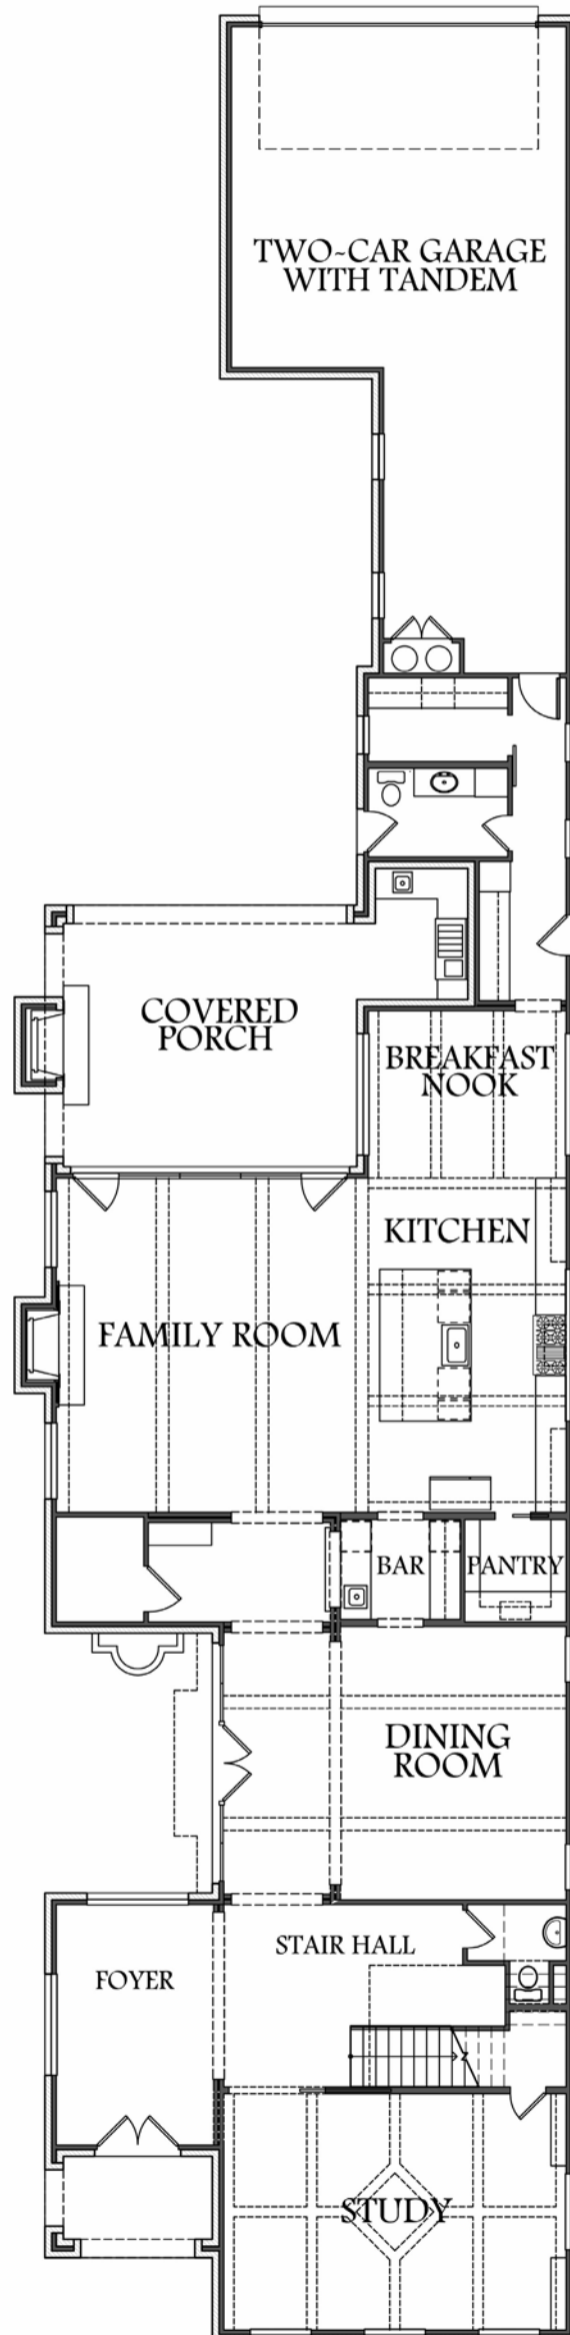 TWO-CAR GARAGE
WITH TANDEM
COVERED
PORCH
BREAKFAST
NOOK
KITCHEN
FAMILY ROOM
BAR
PANTRY
DINING
ROOM
STAIR HALL
FOYER
STUDY